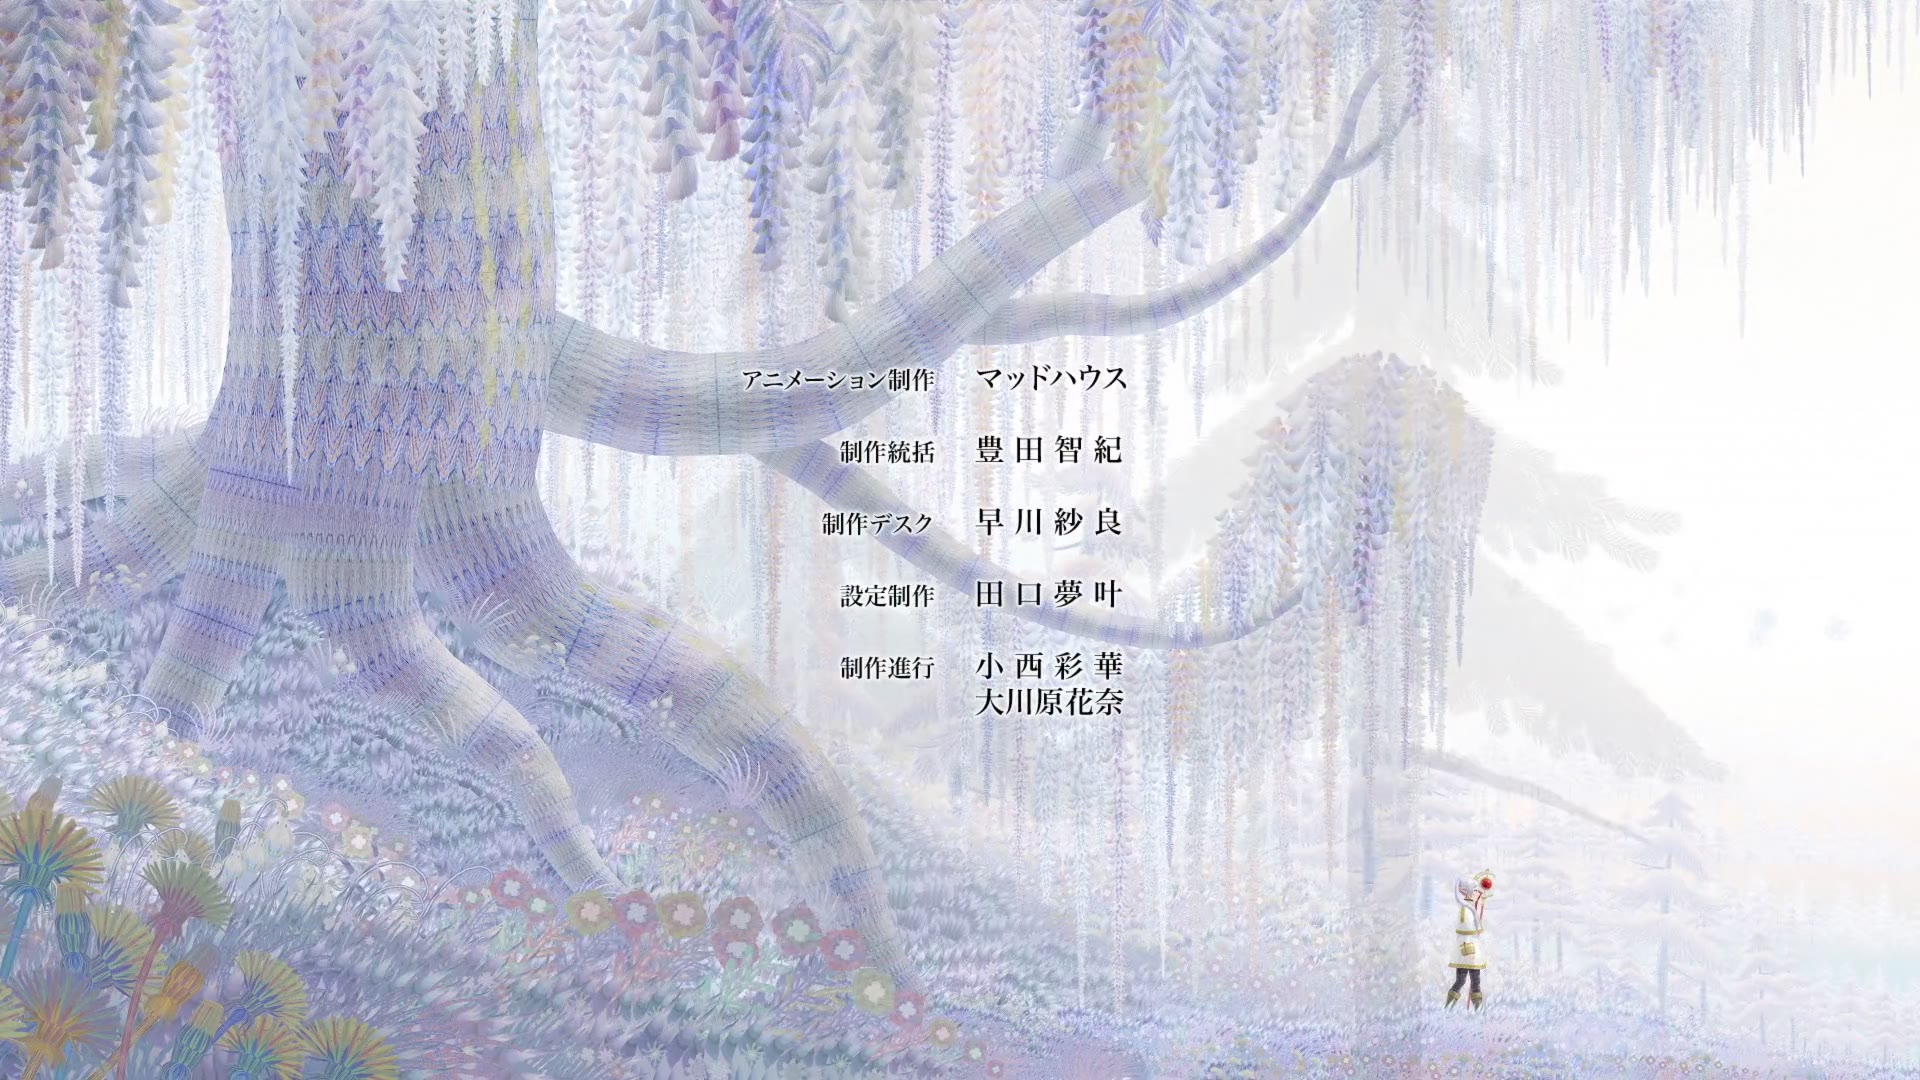 アニメーション制作 マッドハウス
制作統括 豊田智紀
制作デスク 早川紗良
設定制作 田口夢叶
制作進行 小西彩華
大川原花奈